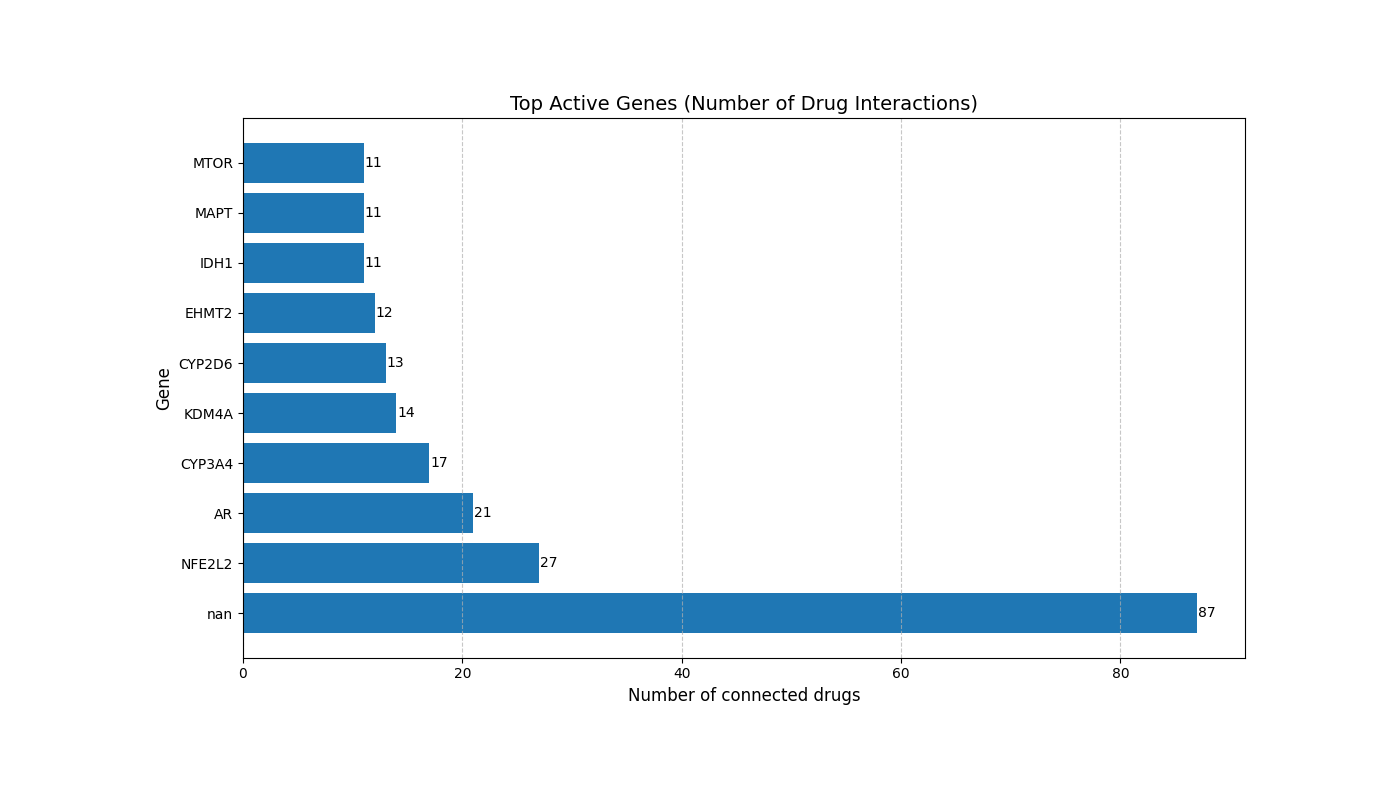 Top Active Genes (Number of Drug Interactions)
MTOR 11
MAPT 11
IDH1 11
EHMT2 12
CYP2D6 13
KDM4A 14
CYP3A4 17
AR 21
NFE2L2 27
nan 87
Gene
0 20 40 60 80
Number of connected drugs